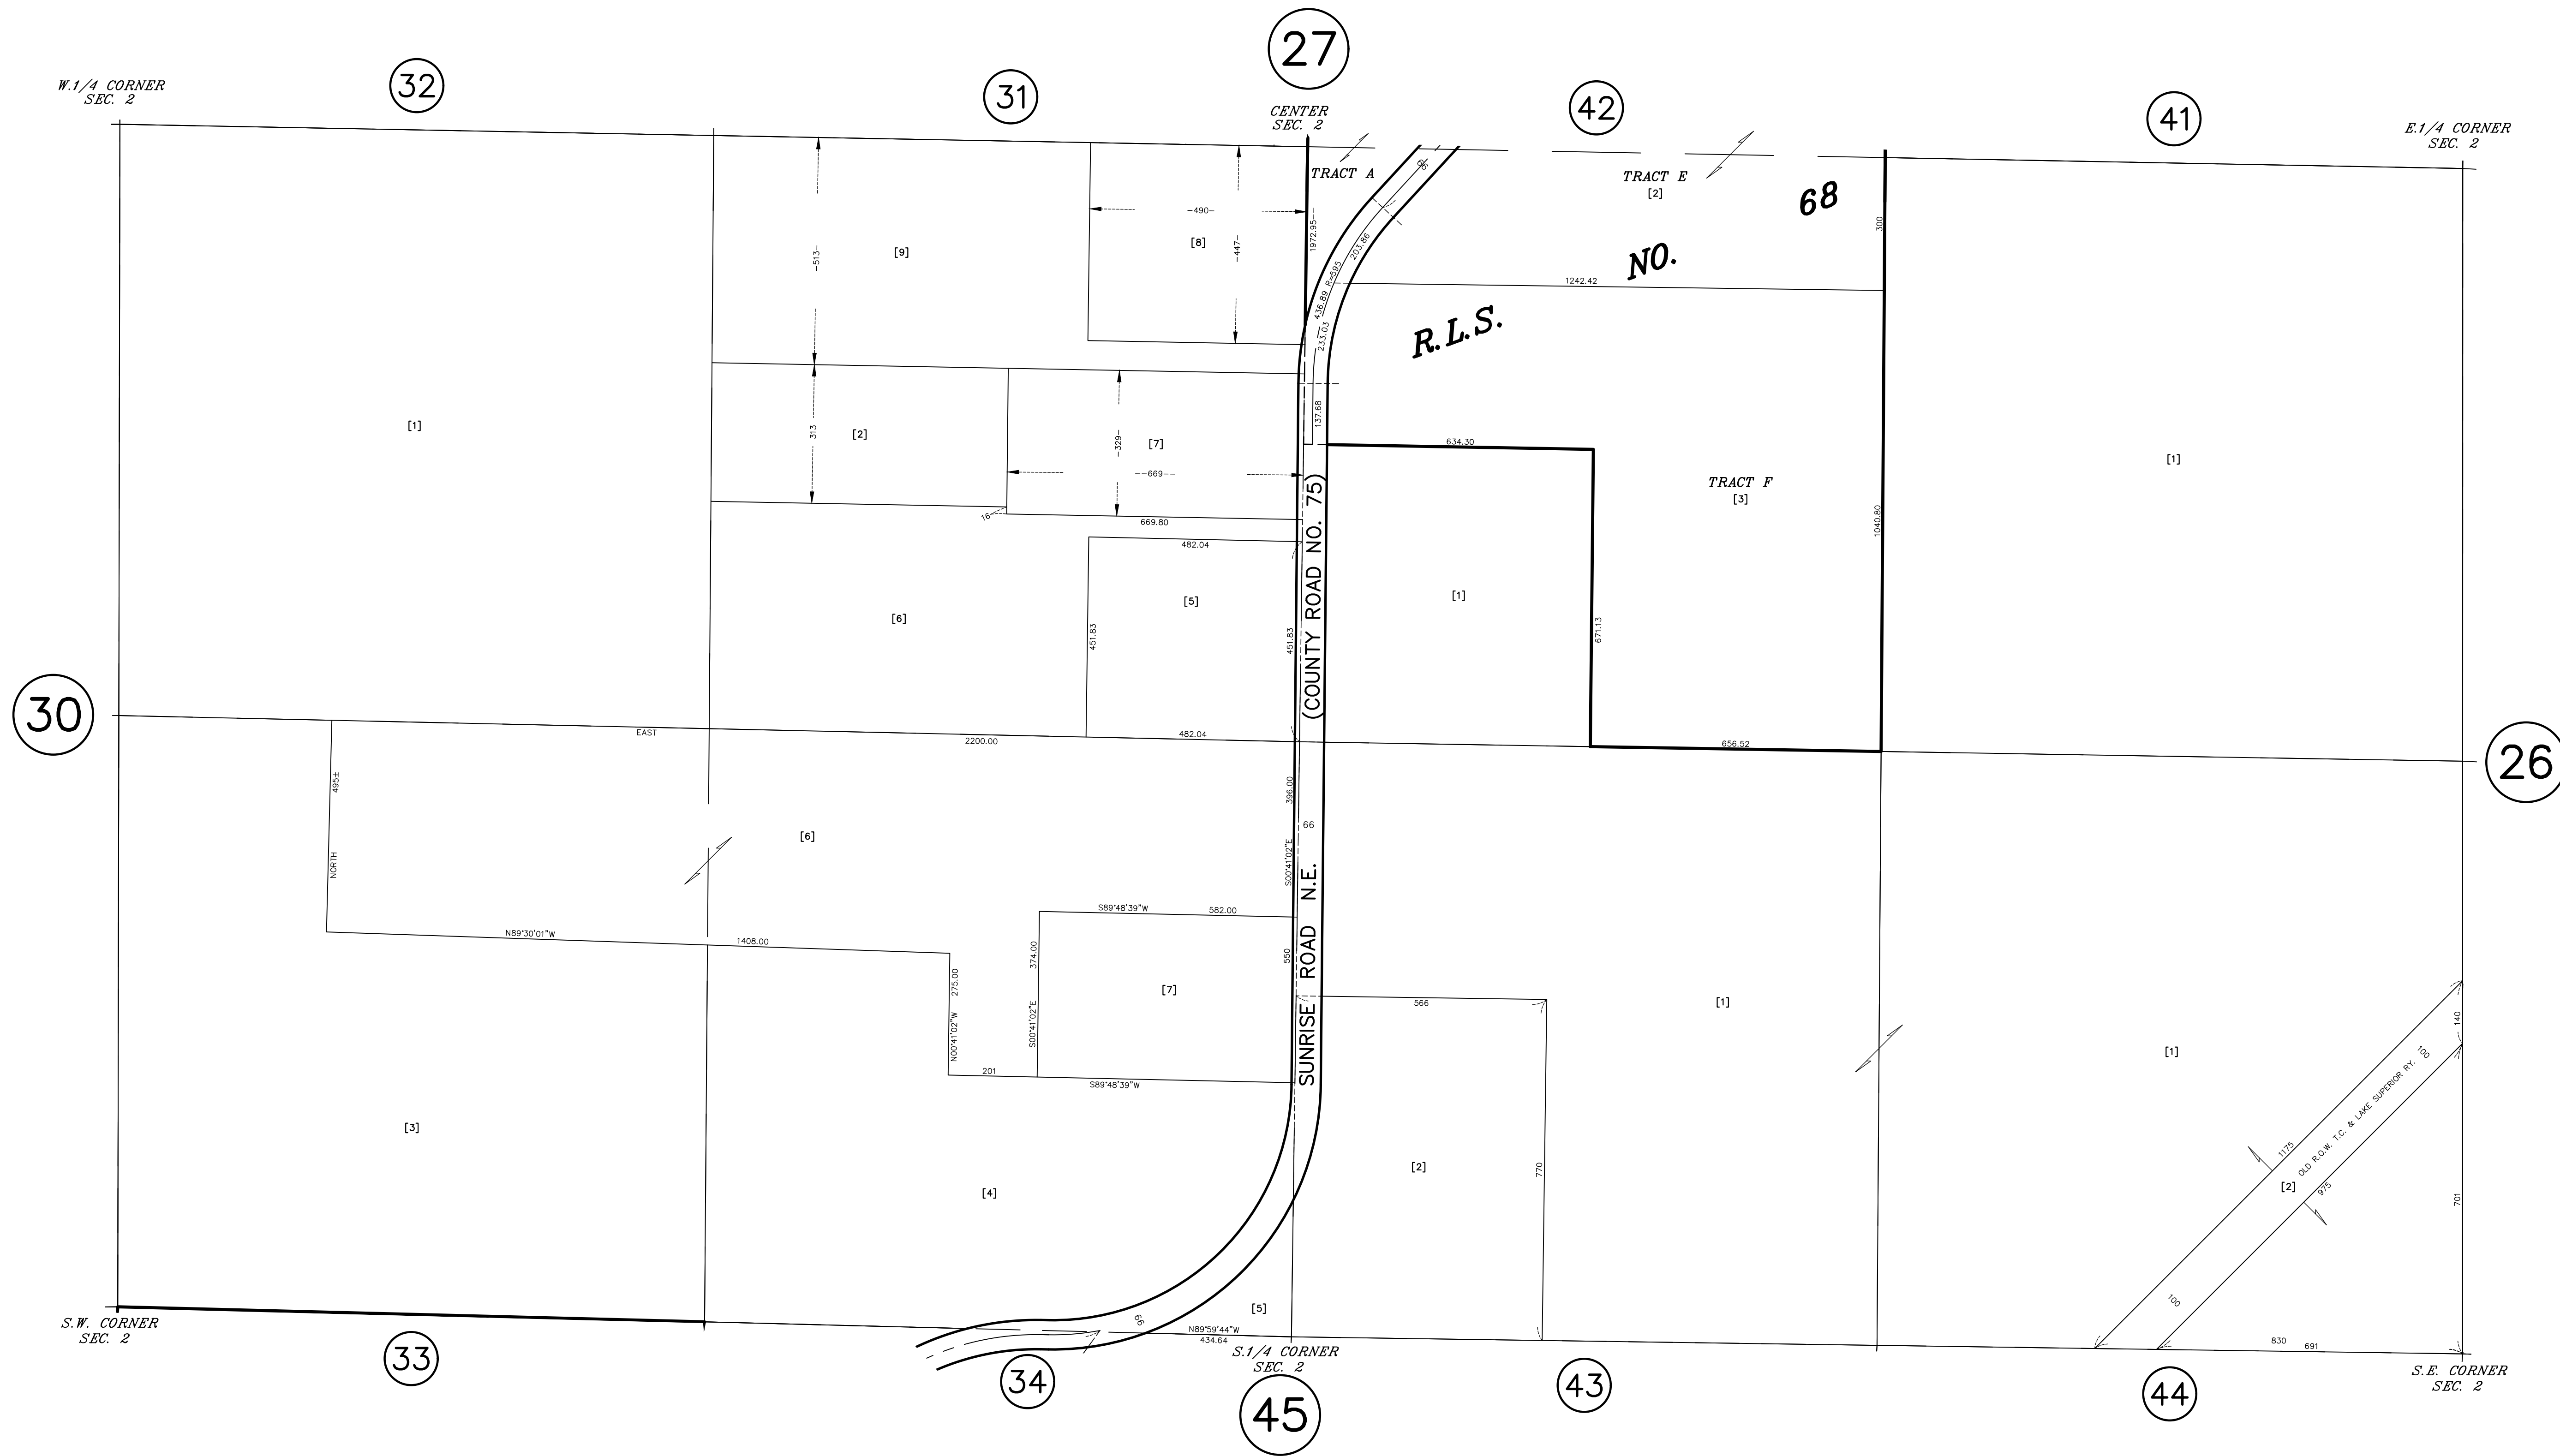 27
32
31
42
41
W.1/4 CORNER
SEC. 2
CENTER
SEC. 2
E.1/4 CORNER
SEC. 2
TRACT A
66
TRACT E
[2]
68
-490-
1972.95
300
[8]
-447-
[9]
-513-
203.86
NO.
1242.42
436.89 R=595
R.L.S.
233.03
137.68
[1]
313
[2]
-329-
[7]
634.30
[1]
--669--
TRACT F
[3]
16
669.80
(COUNTY ROAD NO. 75)
1040.80
482.04
[5]
[1]
[6]
451.83
451.83
671.13
30
EAST
2200.00
482.04
656.52
26
495±
NORTH
396.00
66
[6]
S00°41'02"E
SUNRISE ROAD N.E.
S89°48'39"W
582.00
N89°30'01"W
1408.00
374.00
550
275.00
[7]
S00°41'02"E
N00°41'02"W
566
[1]
140
[1]
100
201
S89°48'39"W
OLD R.O.W. T.C. & LAKE SUPERIOR RY.
[3]
1175
[2]
770
[2]
975
701
[4]
100
[5]
66
S.W. CORNER
SEC. 2
N89°59'44"W
434.64
830
691
33
34
S.1/4 CORNER
SEC. 2
43
44
S.E. CORNER
SEC. 2
45